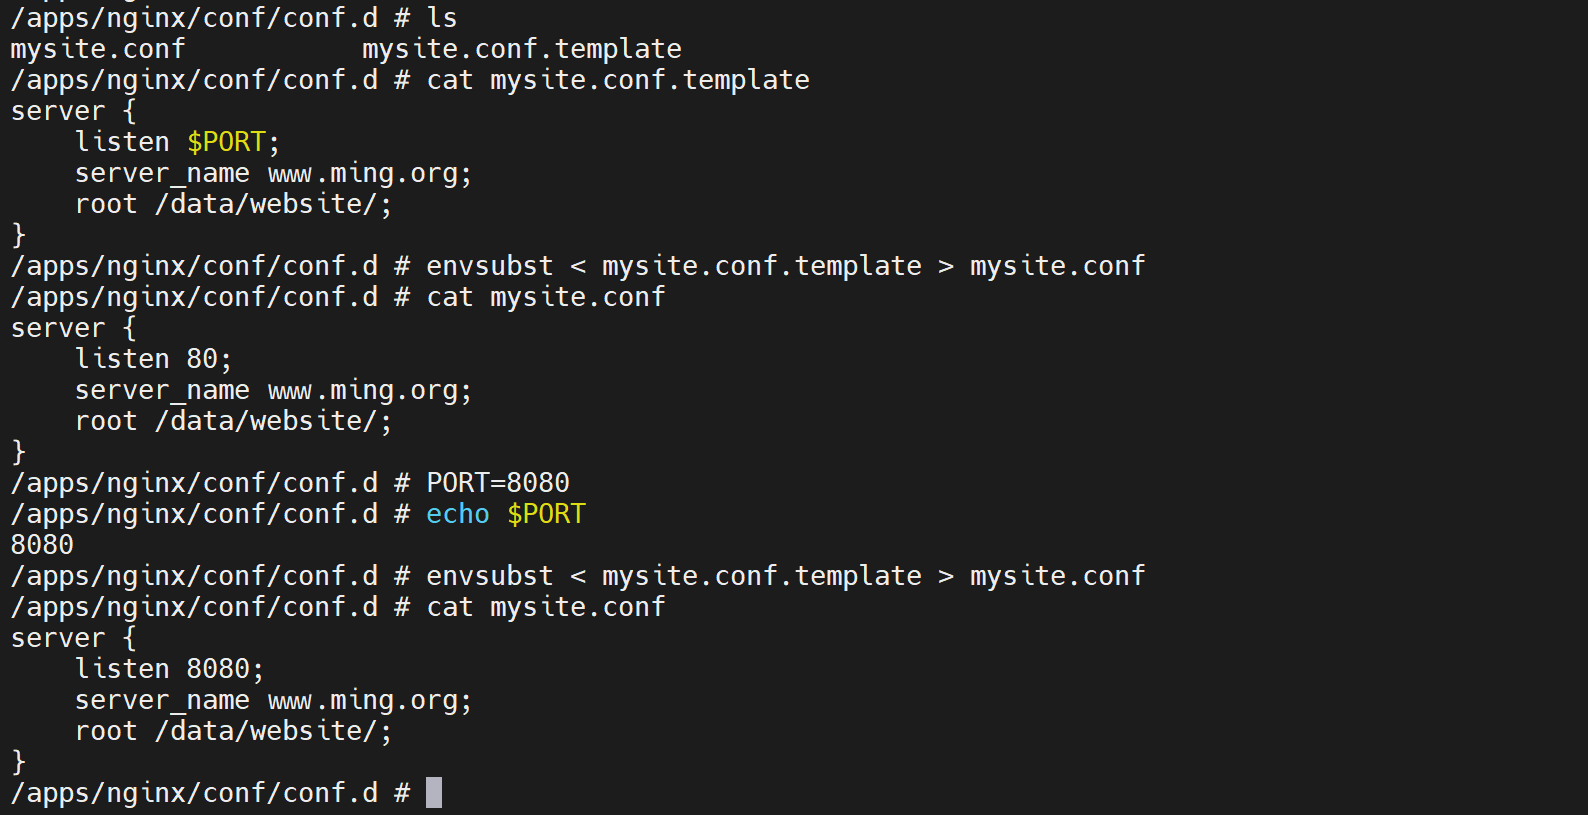 /apps/nginx/conf/conf.d # ls
mysite.conf           mysite.conf.template
/apps/nginx/conf/conf.d # cat mysite.conf.template
server {
    listen $PORT;
    server_name www.ming.org;
    root /data/website/;
}
/apps/nginx/conf/conf.d # envsubst < mysite.conf.template > mysite.conf
/apps/nginx/conf/conf.d # cat mysite.conf
server {
    listen 80;
    server_name www.ming.org;
    root /data/website/;
}
/apps/nginx/conf/conf.d # PORT=8080
/apps/nginx/conf/conf.d # echo $PORT
8080
/apps/nginx/conf/conf.d # envsubst < mysite.conf.template > mysite.conf
/apps/nginx/conf/conf.d # cat mysite.conf
server {
    listen 8080;
    server_name www.ming.org;
    root /data/website/;
}
/apps/nginx/conf/conf.d #